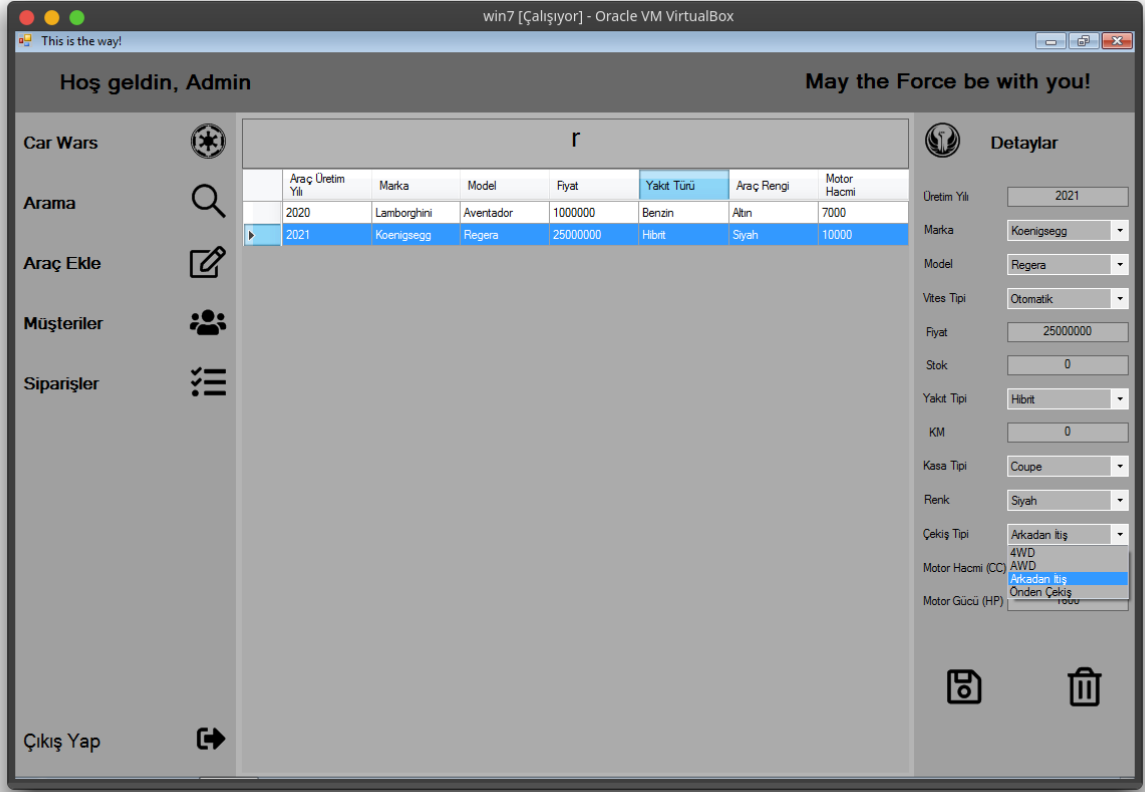 win7 [Çalışıyor] - Oracle VM VirtualBox
This is the way!
Hoş geldin, Admin
May the Force be with you!
Car Wars
Arama
Araç Ekle
Müşteriler
Siparişler
Çıkış Yap
r
Araç Üretim Yılı Marka Model Fiyat Yakıt Türü Araç Rengi Motor Hacmi
2020 Lamborghini Aventador 1000000 Benzin Altın 7000
2021 Koenigsegg Regera 25000000 Hibrit Siyah 10000
Detaylar
Üretim Yılı 2021
Marka Koenigsegg
Model Regera
Vites Tipi Otomatik
Fiyat 25000000
Stok 0
Yakıt Tipi Hibrit
KM 0
Kasa Tipi Coupe
Renk Siyah
Çekiş Tipi Arkadan İtiş
4WD
AWD
Arkadan İtiş
Önden Çekiş
Motor Hacmi (CC)
Motor Gücü (HP) 1600